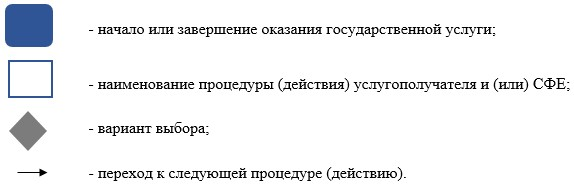 - начало или завершение оказания государственной услуги;
- наименование процедуры (действия) услугополучателя и (или) СФЕ;
- вариант выбора;
- переход к следующей процедуре (действию).